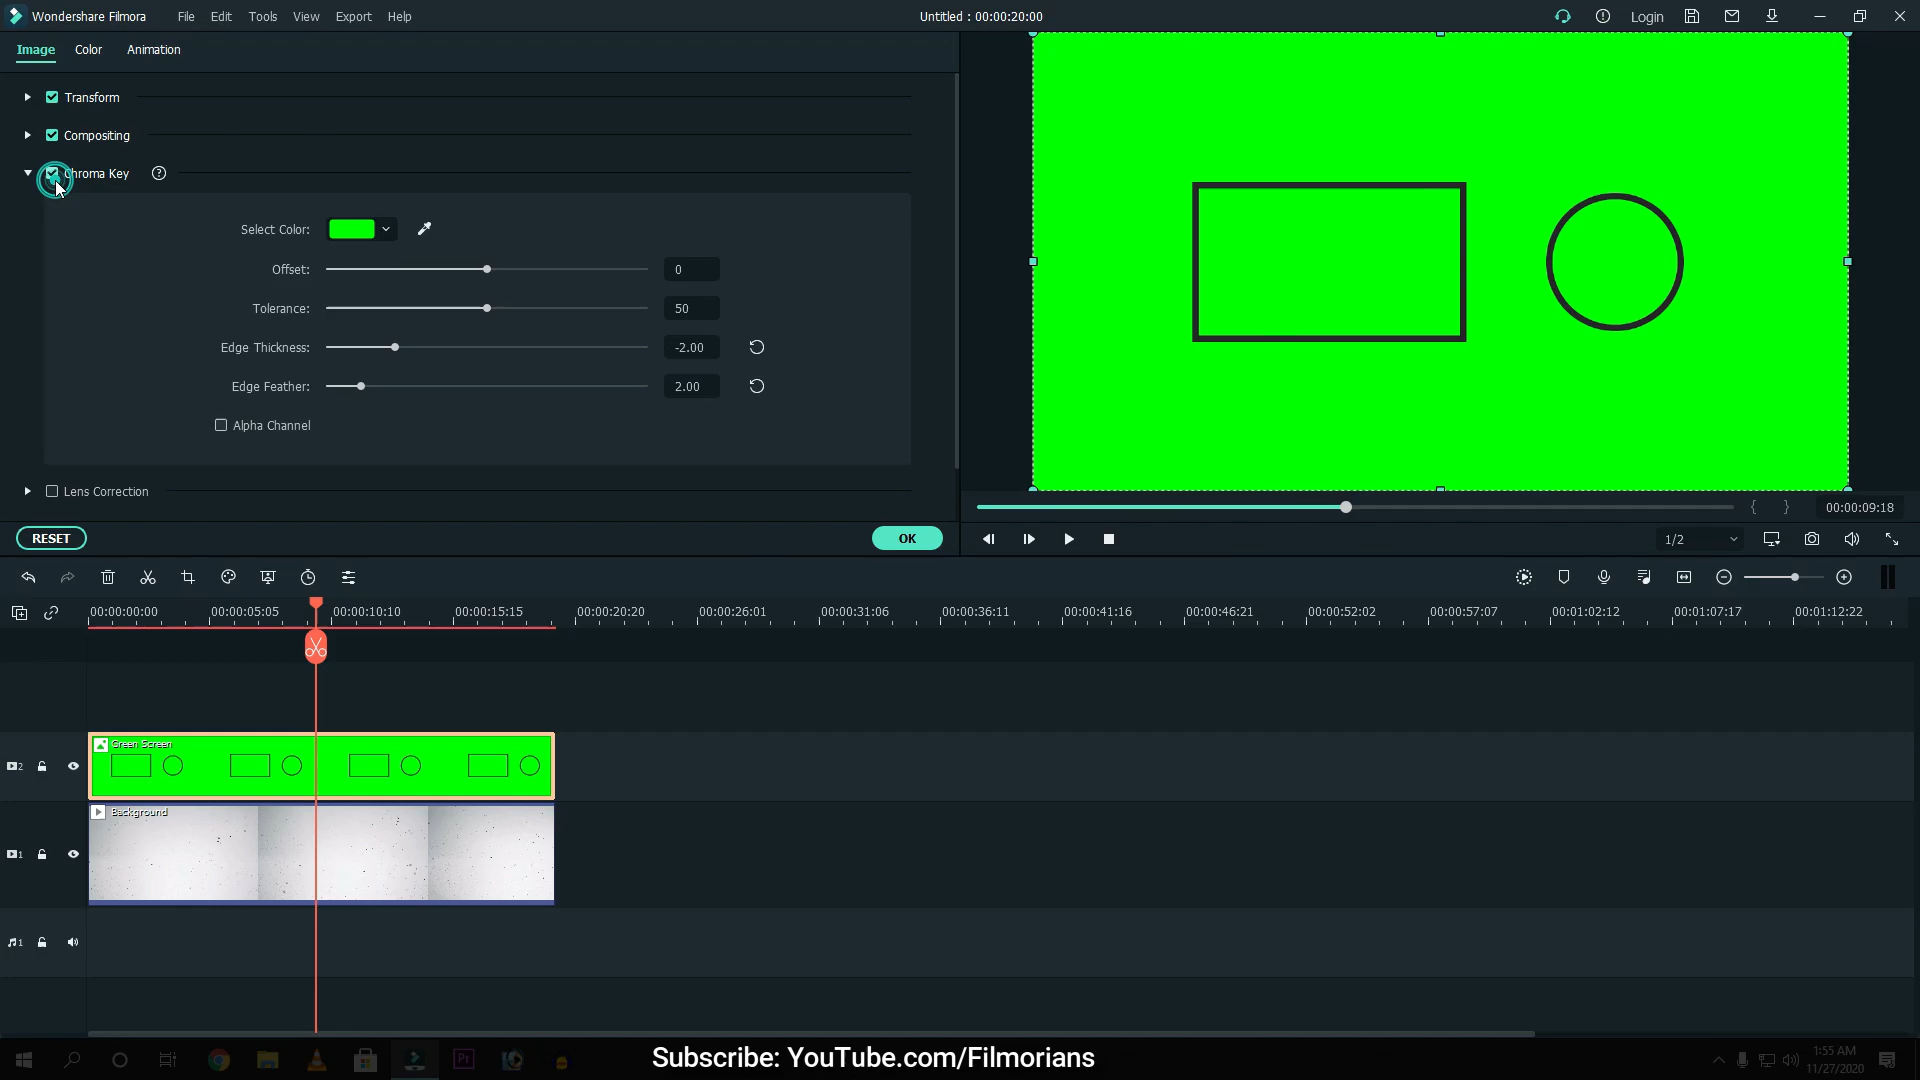 Wondershare Filmora File Edit Tools View Export Help Untitled : 00:00:20:00 Login
Image Color Animation
Transform
Compositing
Chroma Key ?
Select Color:
Offset: 0
Tolerance: 50
Edge Thickness: -2.00
Edge Feather: 2.00
Alpha Channel
Lens Correction
{ } 00:00:09:18
RESET OK 1/2
00:00:00:00 00:00:05:05 00:00:10:10 00:00:15:15 00:00:20:20 00:00:26:01 00:00:31:06 00:00:36:11 00:00:41:16 00:00:46:21 00:00:52:02 00:00:57:07 00:01:02:12 00:01:07:17 00:01:12:22
Green Screen
2
Background
1
1
Pr
Subscribe: YouTube.com/Filmorians
1:55 AM
11/27/2020